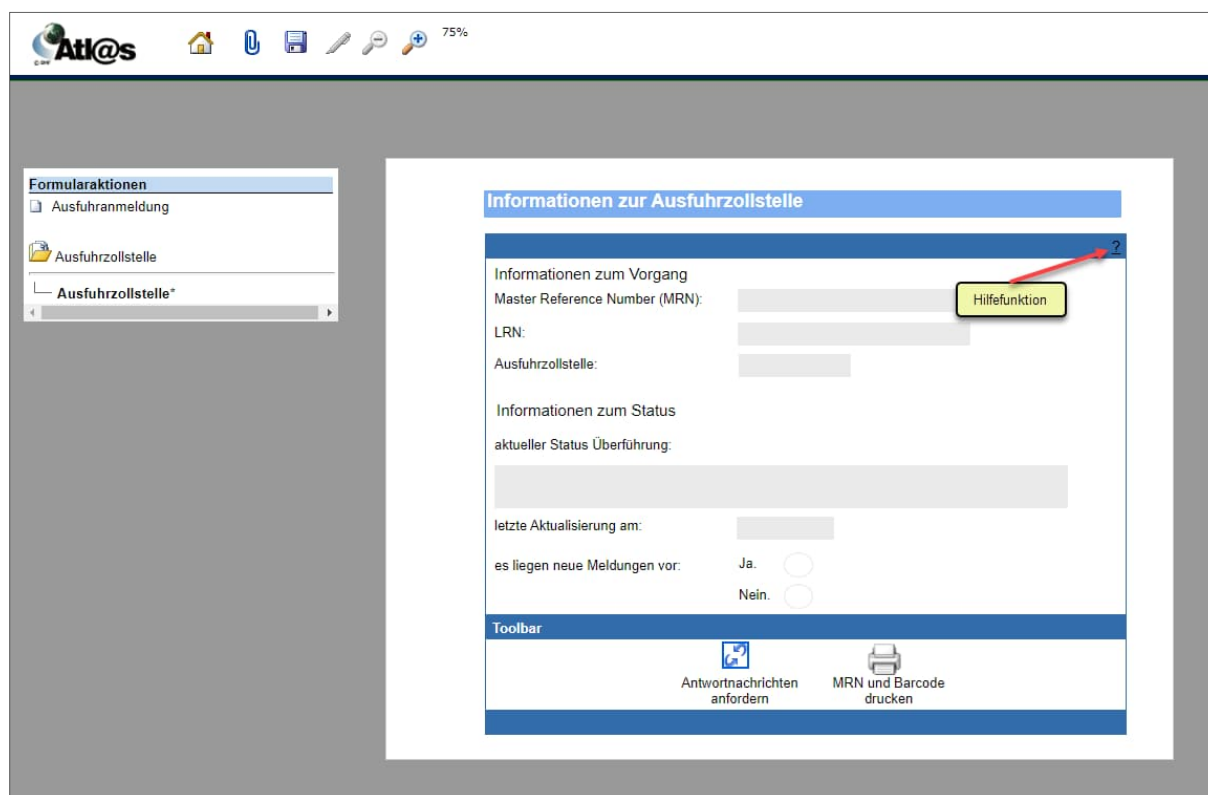 Atl@s
75%
Formularaktionen
Ausfuhranmeldung
Ausfuhrzollstelle
Ausfuhrzollstelle*
Informationen zur Ausfuhrzollstelle
?
Informationen zum Vorgang
Master Reference Number (MRN):
Hilfefunktion
LRN:
Ausfuhrzollstelle:
Informationen zum Status
aktueller Status Überführung:
letzte Aktualisierung am:
es liegen neue Meldungen vor:
Ja.
Nein.
Toolbar
Antwortnachrichten
anfordern
MRN und Barcode
drucken